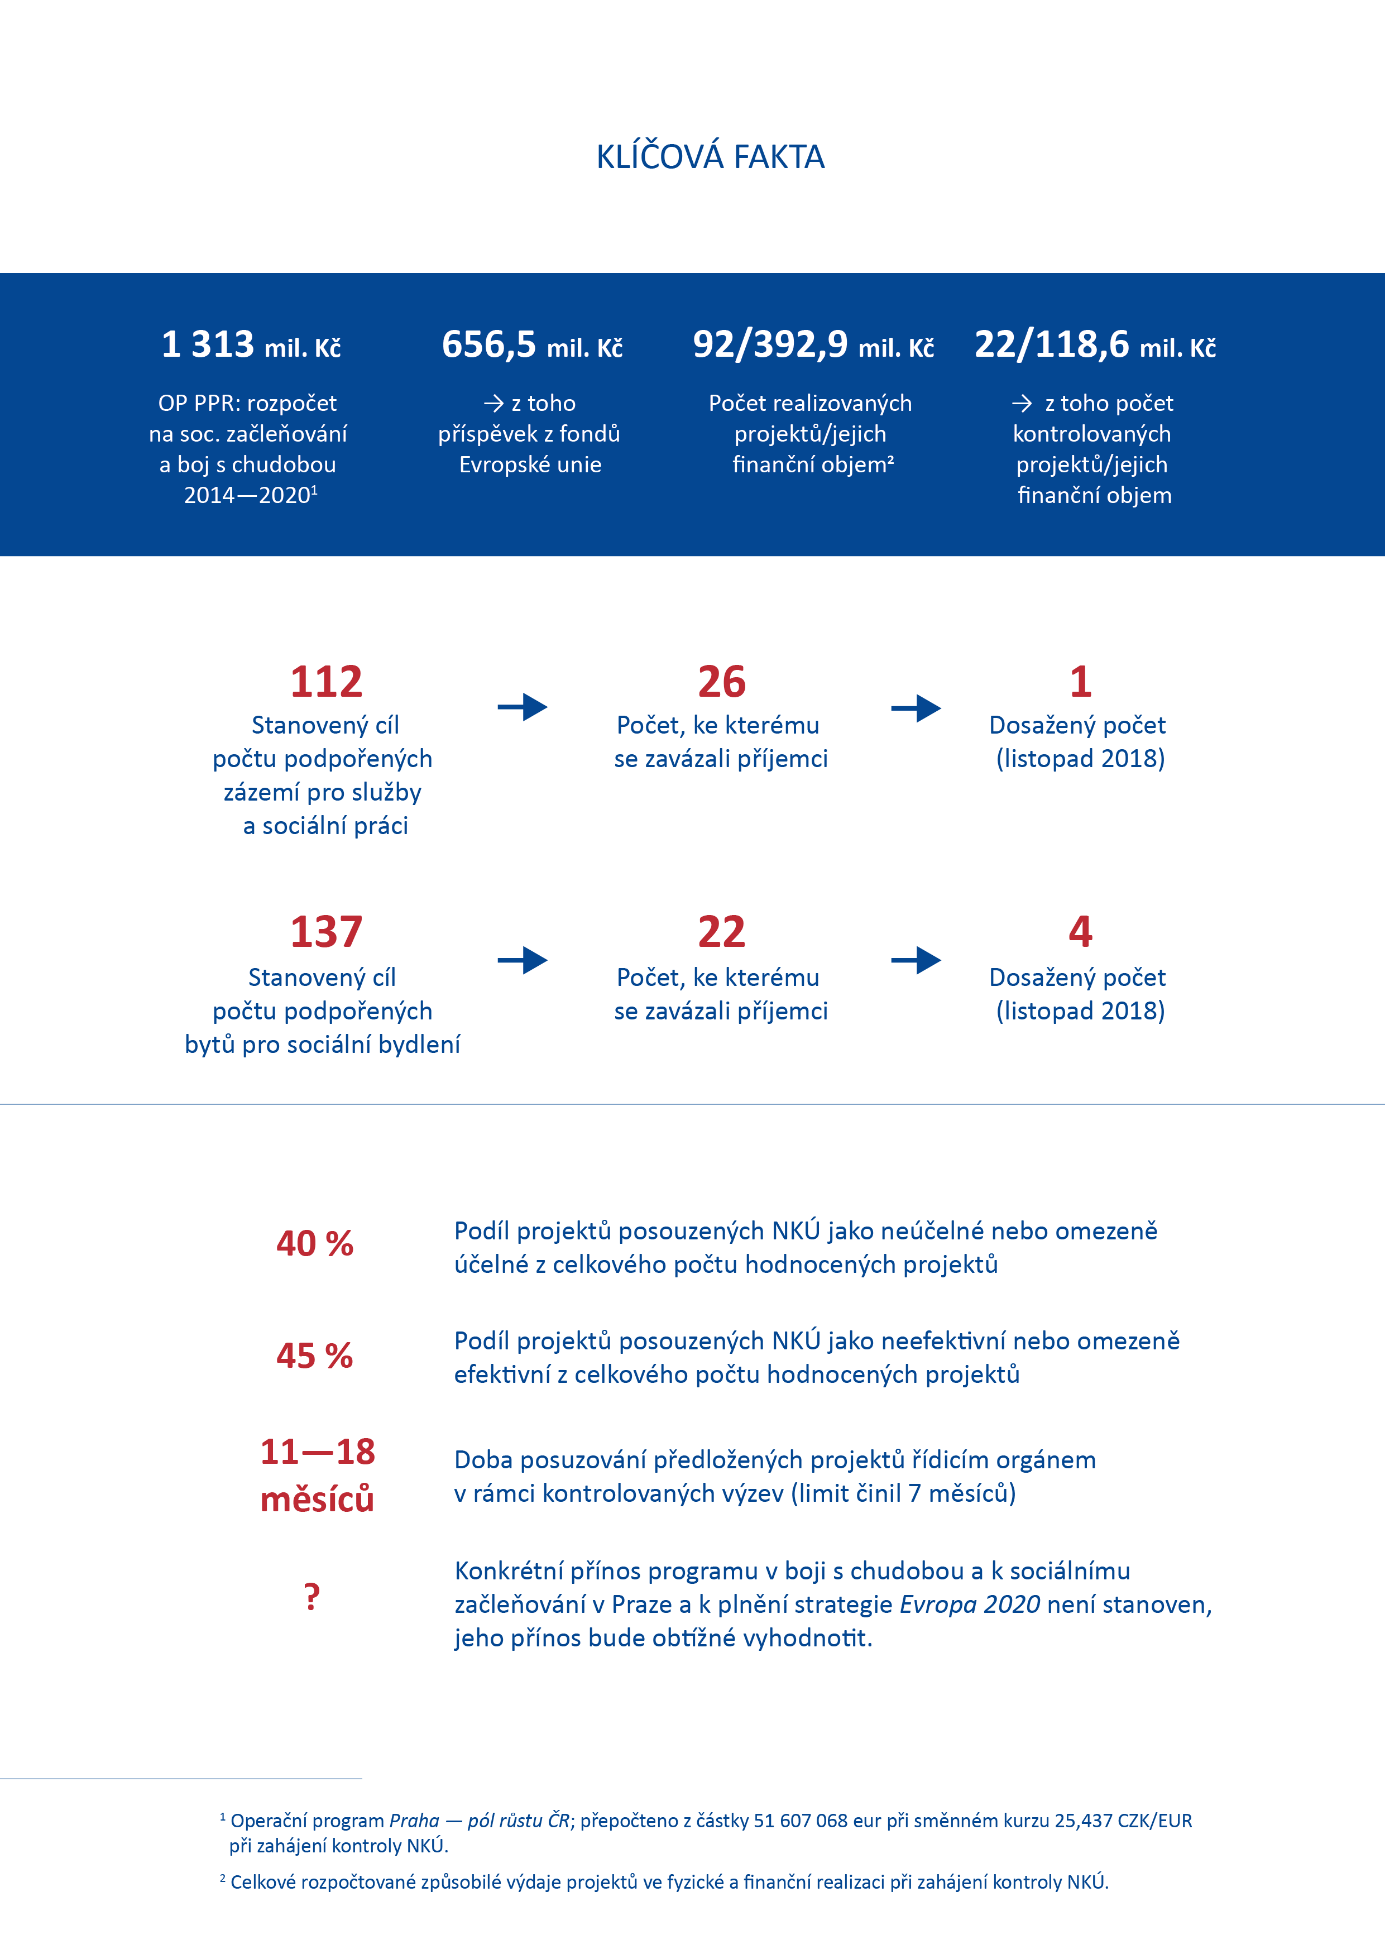 KLÍČOVÁ FAKTA
1 313 mil. Kč
OP PPR: rozpočet
na soc. začleňování
a boj s chudobou
2014—2020¹
656,5 mil. Kč
→ z toho
příspěvek z fondů
Evropské unie
92/392,9 mil. Kč
Počet realizovaných
projektů/jejich
finanční objem²
22/118,6 mil. Kč
→ z toho počet
kontrolovaných
projektů/jejich
finanční objem
112
Stanovený cíl
počtu podpořených
zázemí pro služby
a sociální práci
26
Počet, ke kterému
se zavázali příjemci
1
Dosažený počet
(listopad 2018)
137
Stanovený cíl
počtu podpořených
bytů pro sociální bydlení
22
Počet, ke kterému
se zavázali příjemci
4
Dosažený počet
(listopad 2018)
40 %
Podíl projektů posouzených NKÚ jako neúčelné nebo omezeně
účelné z celkového počtu hodnocených projektů
45 %
Podíl projektů posouzených NKÚ jako neefektivní nebo omezeně
efektivní z celkového počtu hodnocených projektů
11—18
měsíců
Doba posuzování předložených projektů řídicím orgánem
v rámci kontrolovaných výzev (limit činil 7 měsíců)
?
Konkrétní přínos programu v boji s chudobou a k sociálnímu
začleňování v Praze a k plnění strategie Evropa 2020 není stanoven,
jeho přínos bude obtížné vyhodnotit.
¹ Operační program Praha — pól růstu ČR; přepočteno z částky 51 607 068 eur při směnném kurzu 25,437 CZK/EUR
při zahájení kontroly NKÚ.
² Celkové rozpočtované způsobilé výdaje projektů ve fyzické a finanční realizaci při zahájení kontroly NKÚ.